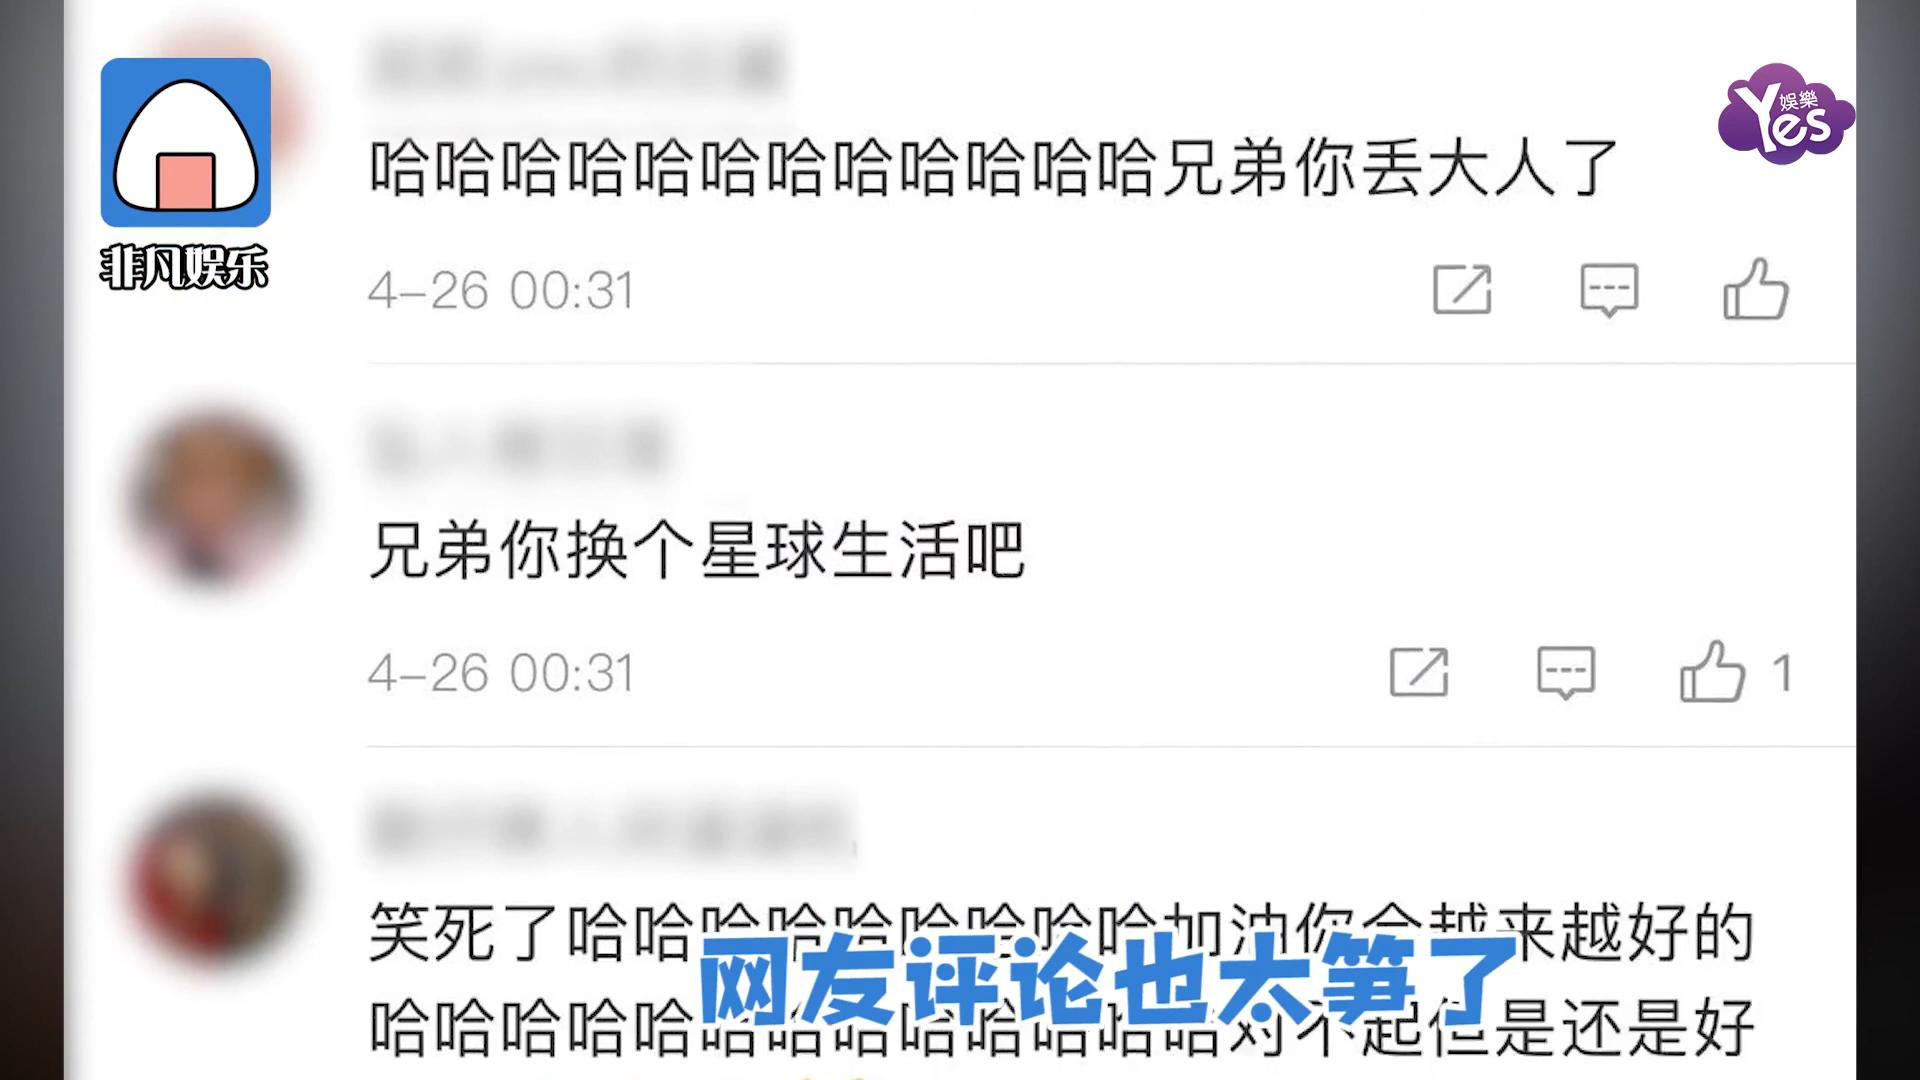 娱樂
Yes
非凡娱乐
哈哈哈哈哈哈哈哈哈哈哈哈兄弟你丢大人了
4-26 00:31
兄弟你换个星球生活吧
4-26 00:31
1
笑死了哈哈哈哈哈哈哈哈哈加油你会越来越好的
哈哈哈哈哈哈哈哈哈哈哈哈哈对不起但是还是好
网友评论也太笋了